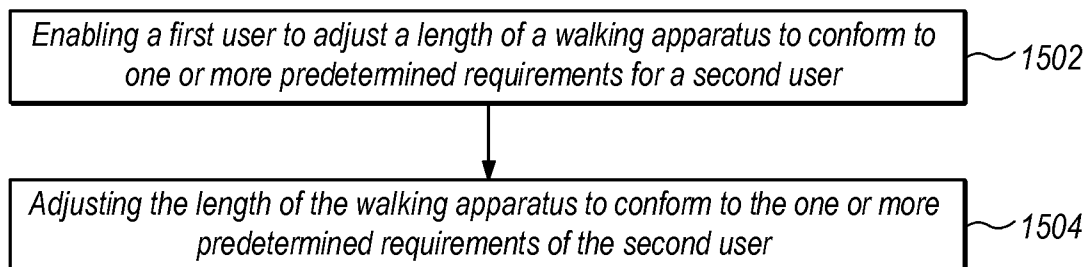 Enabling a first user to adjust a length of a walking apparatus to conform to
one or more predetermined requirements for a second user
1502
Adjusting the length of the walking apparatus to conform to the one or more
predetermined requirements of the second user
1504